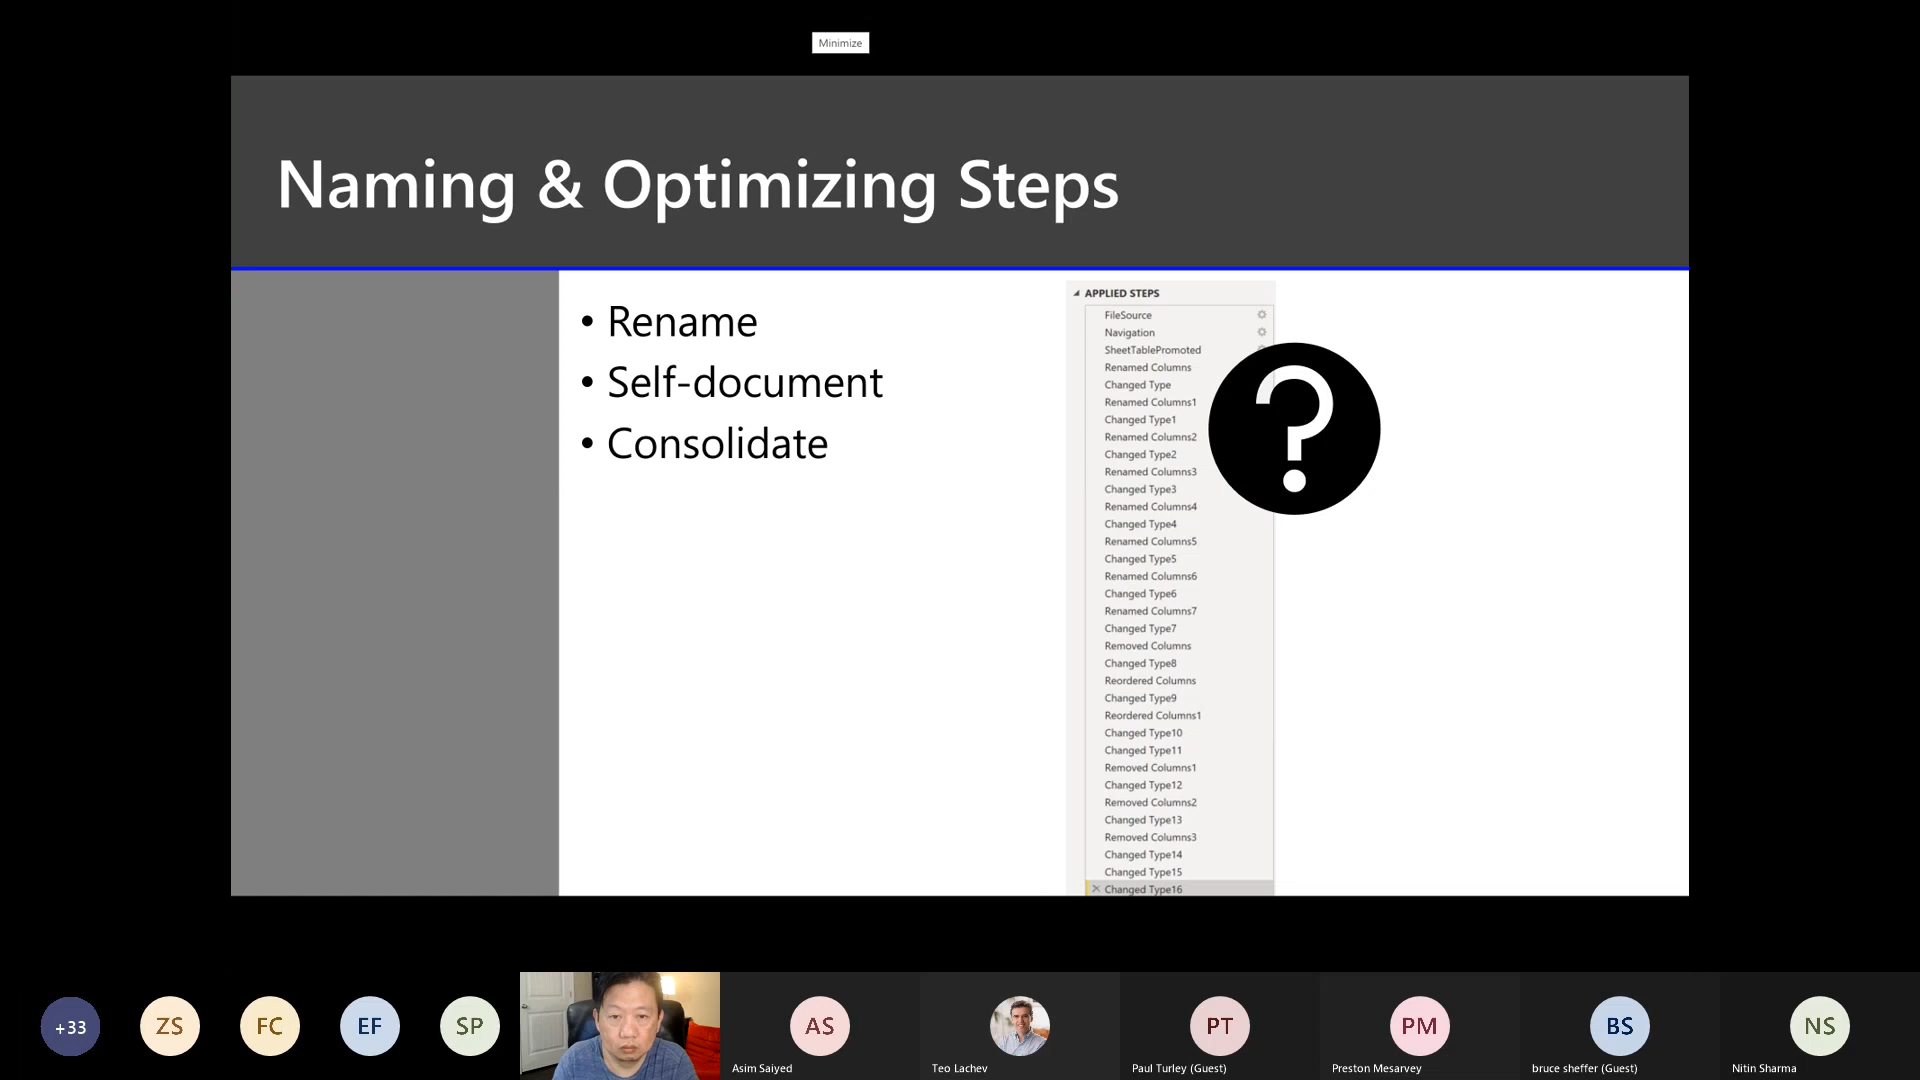 Minimize
Naming & Optimizing Steps
• Rename
• Self-document
• Consolidate
APPLIED STEPS
FileSource
Navigation
SheetTablePromoted
Renamed Columns
Changed Type
Renamed Columns1
Changed Type1
Renamed Columns2
Changed Type2
Renamed Columns3
Changed Type3
Renamed Columns4
Changed Type4
Renamed Columns5
Changed Type5
Renamed Columns6
Changed Type6
Renamed Columns7
Changed Type7
Removed Columns
Changed Type8
Reordered Columns
Changed Type9
Reordered Columns1
Changed Type10
Changed Type11
Removed Columns1
Changed Type12
Removed Columns2
Changed Type13
Removed Columns3
Changed Type14
Changed Type15
Changed Type16
?
+33
ZS
FC
EF
SP
AS
Asim Saiyed
Teo Lachev
PT
Paul Turley (Guest)
PM
Preston Mesarvey
BS
bruce sheffer (Guest)
NS
Nitin Sharma